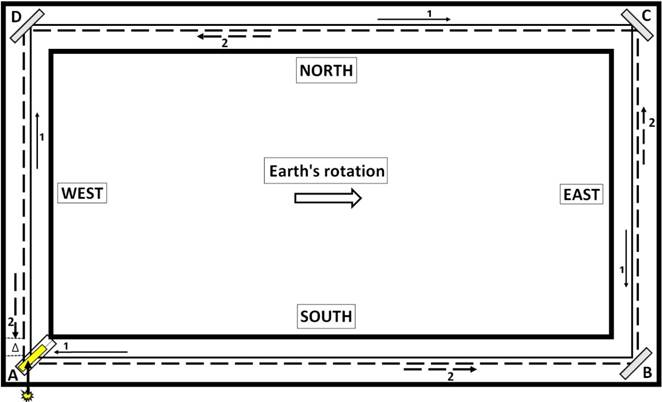 D
1
C
2
NORTH
1
2
Earth's rotation
WEST
EAST
1
2
SOUTH
Δ
1
A
2
B